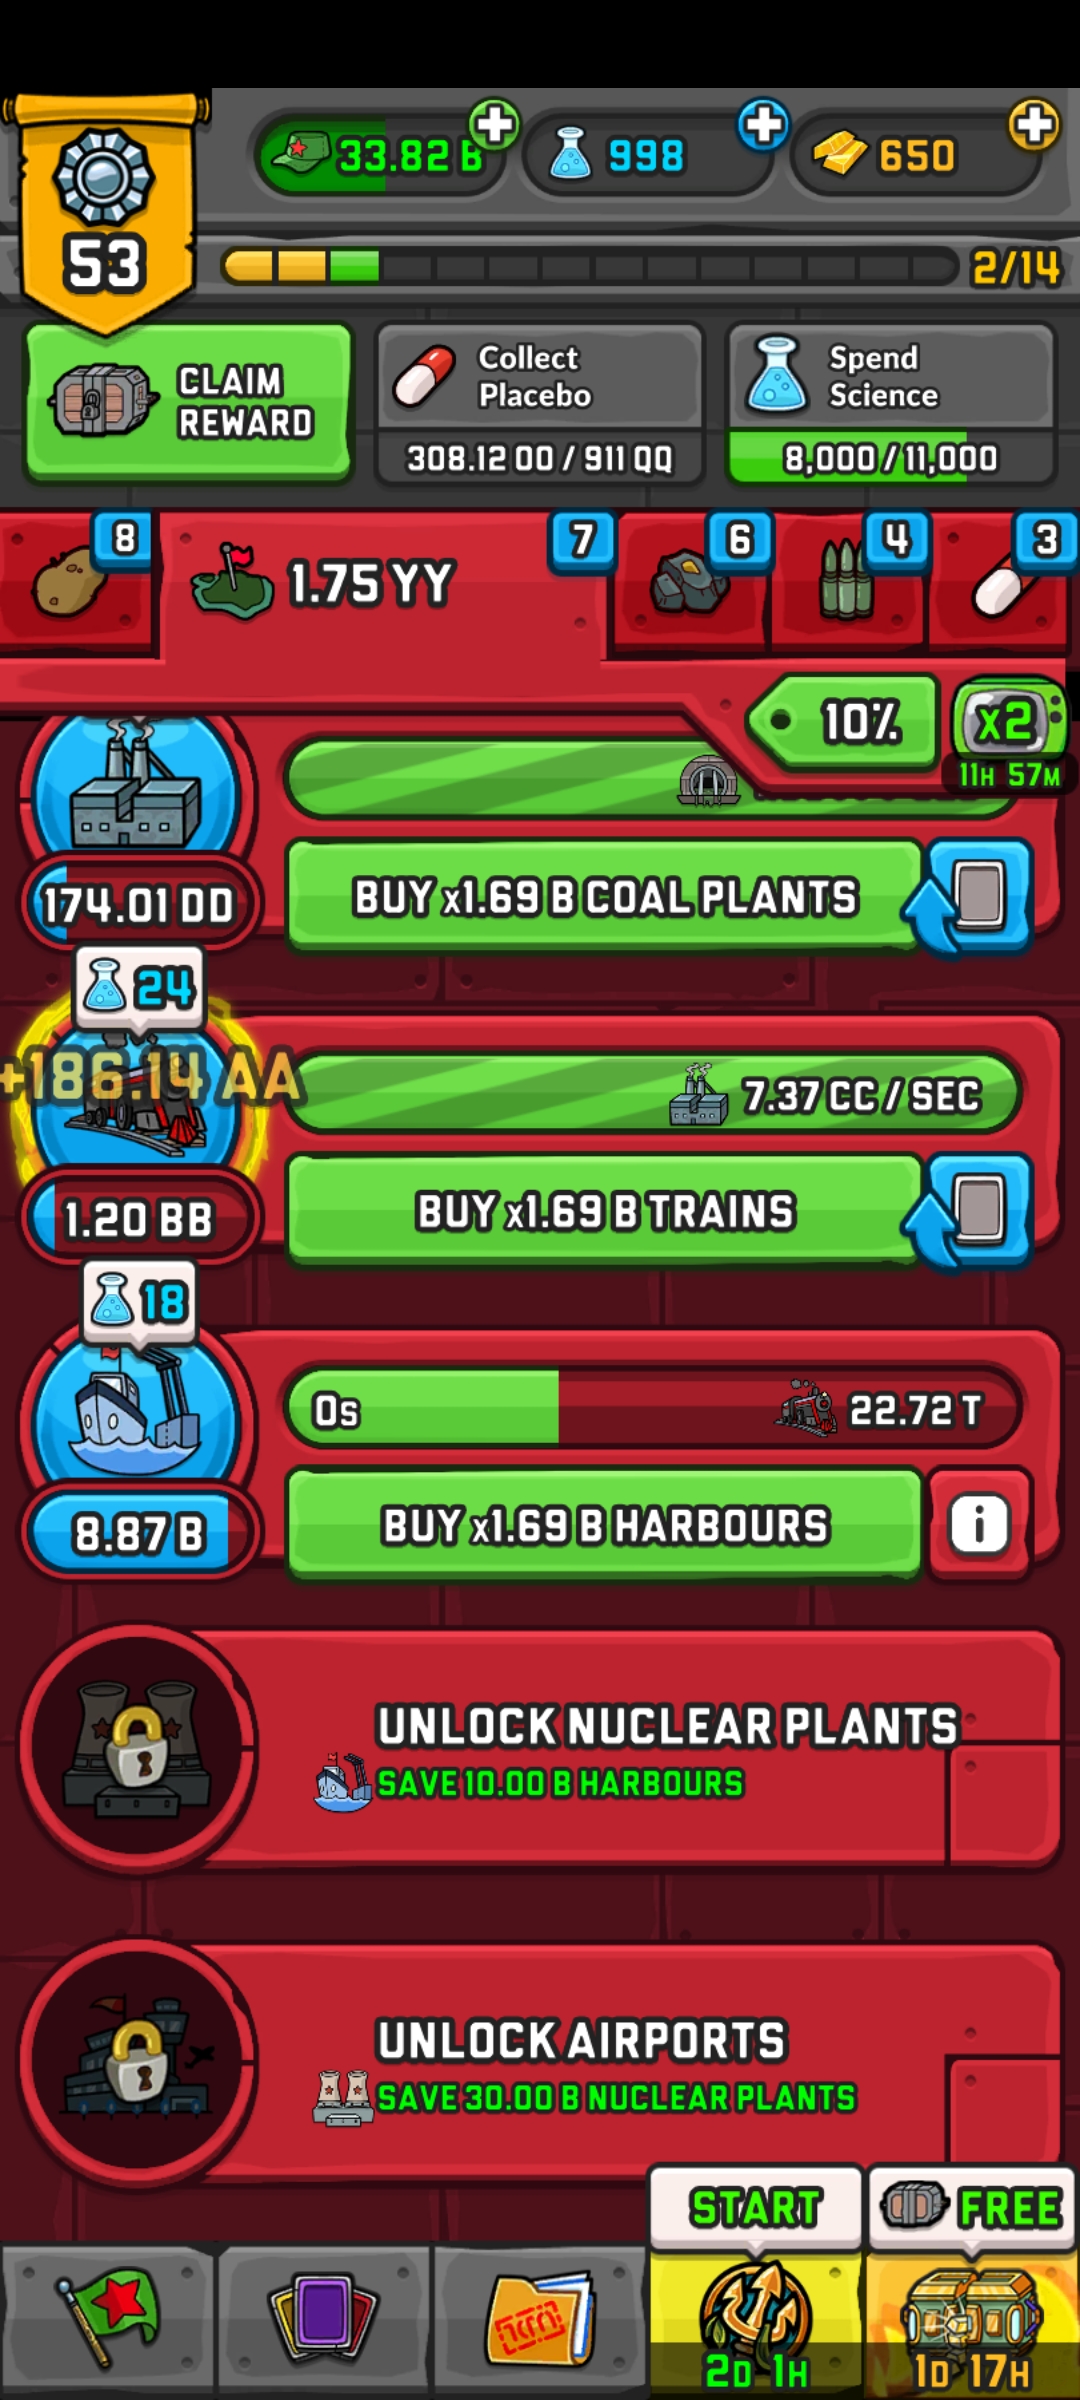 33.82 B
998
650
53
2/14
CLAIM
REWARD
Collect
Placebo
308.12 OO / 911 QQ
Spend
Science
8,000 / 11,000
8
1.75 YY
7
6
4
3
10%
x2
11H 57M
174.01 DD
BUY x1.69 B COAL PLANTS
24
+186.14 AA
7.37 CC / SEC
1.20 BB
BUY x1.69 B TRAINS
18
0s
22.72 T
8.87 B
BUY x1.69 B HARBOURS
i
UNLOCK NUCLEAR PLANTS
SAVE 10.00 B HARBOURS
UNLOCK AIRPORTS
SAVE 30.00 B NUCLEAR PLANTS
START
FREE
2D 1H
1D 17H